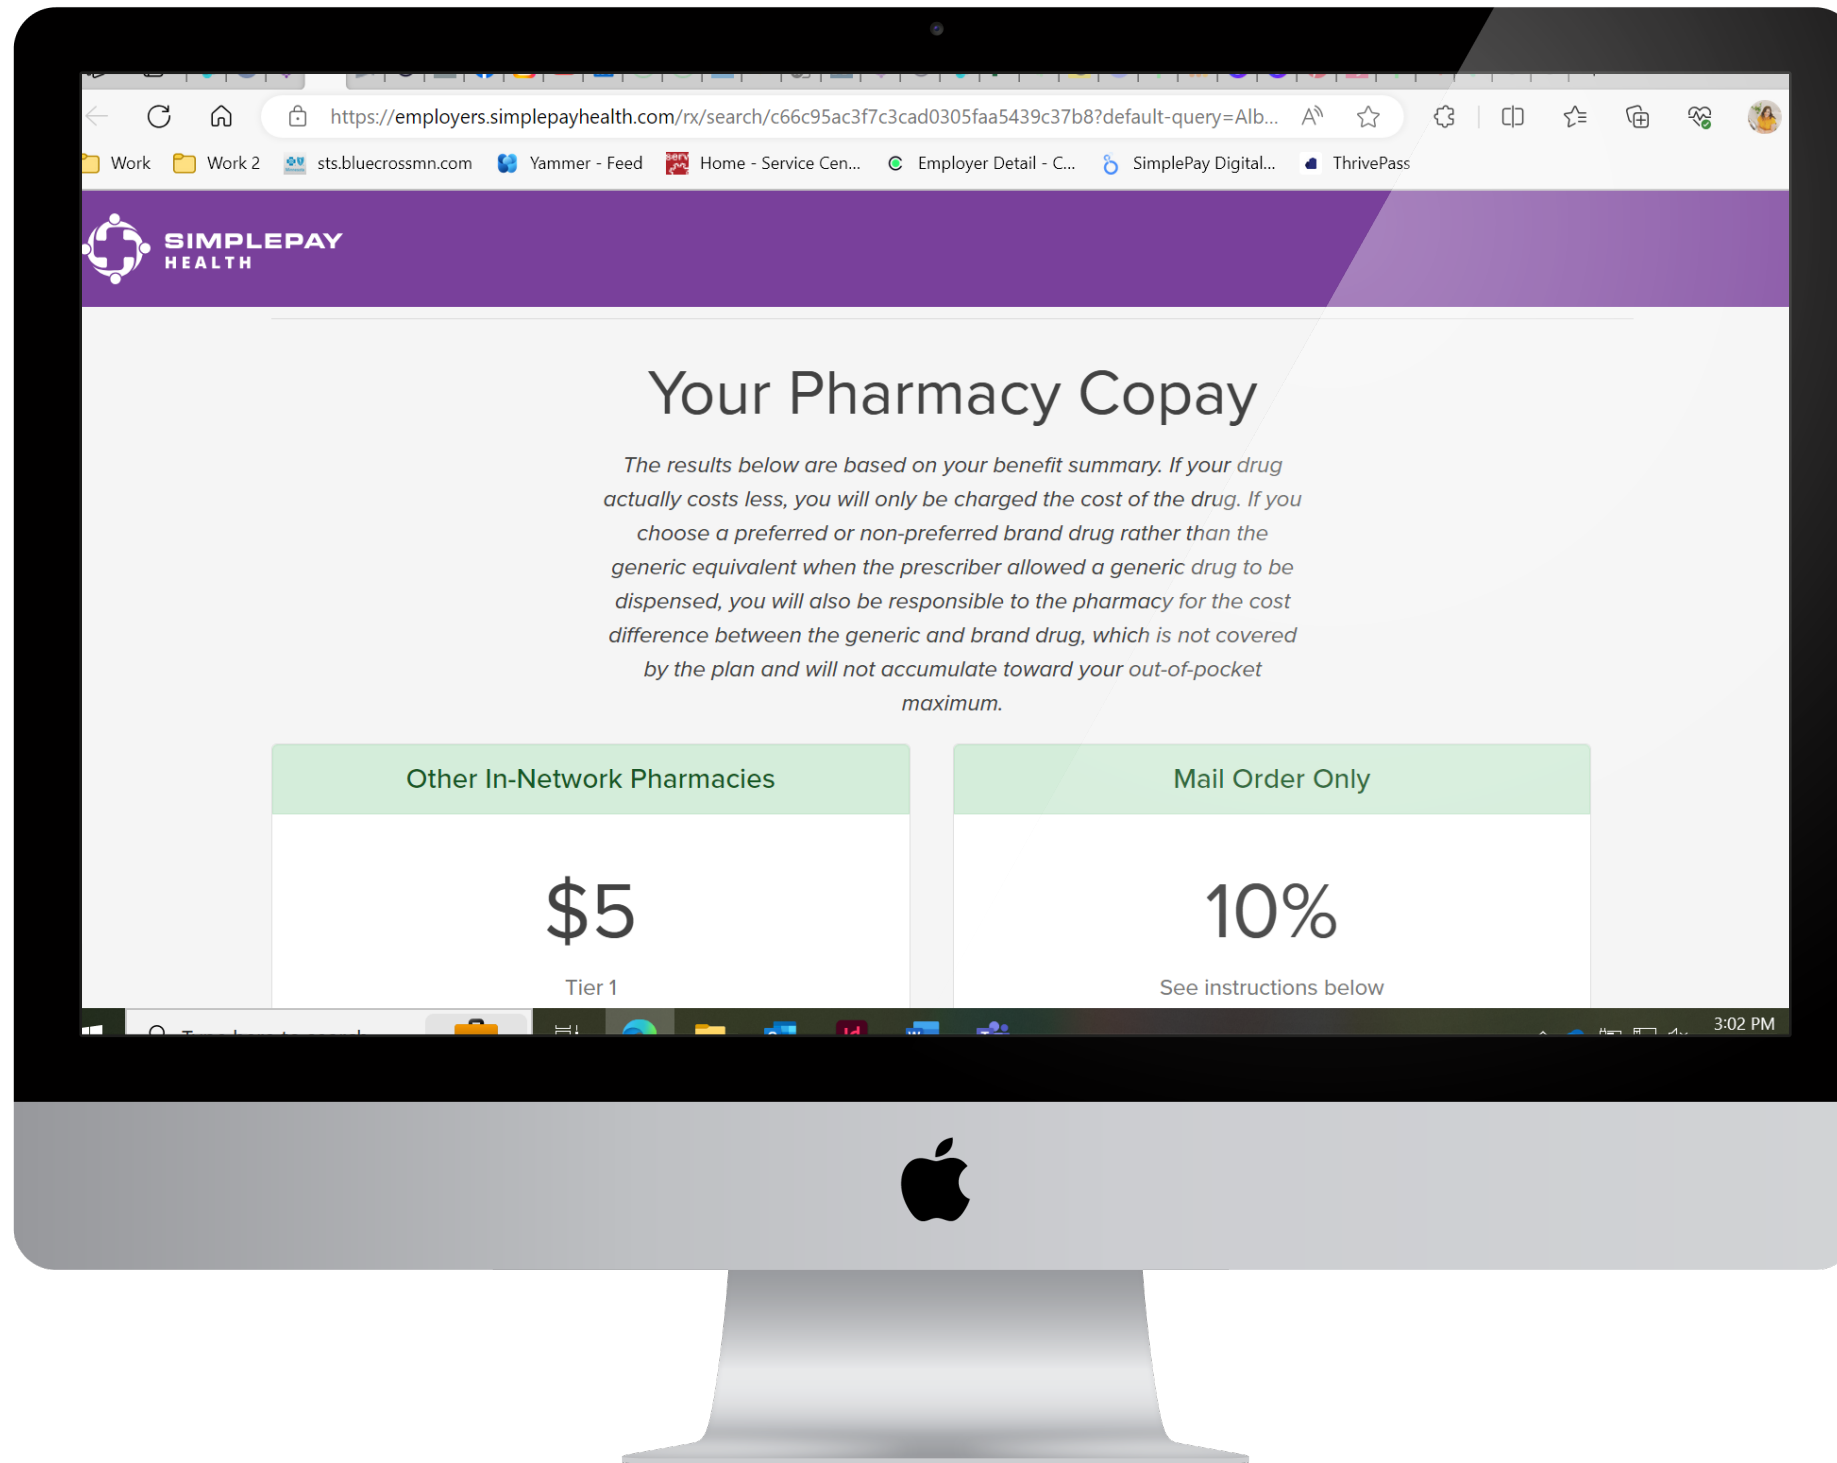 https://employers.simplepayhealth.com/rx/search/c66c95ac3f7c3cad0305faa5439c37b8?default-query=Alb...
Work Work 2 sts.bluecrossmn.com Yammer - Feed Home - Service Cen... Employer Detail - C... SimplePay Digital... ThrivePass
SIMPLEPAY
HEALTH
Your Pharmacy Copay
The results below are based on your benefit summary. If your drug
actually costs less, you will only be charged the cost of the drug. If you
choose a preferred or non-preferred brand drug rather than the
generic equivalent when the prescriber allowed a generic drug to be
dispensed, you will also be responsible to the pharmacy for the cost
difference between the generic and brand drug, which is not covered
by the plan and will not accumulate toward your out-of-pocket
maximum.
Other In-Network Pharmacies
$5
Tier 1
Mail Order Only
10%
See instructions below
3:02 PM